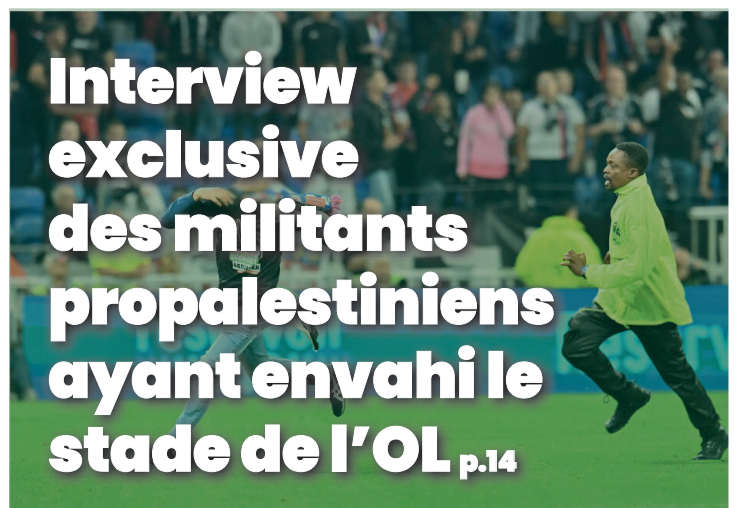 Interview
exclusive
des militants
propalestiniens
ayant envahi le
stade de l’OL p.14